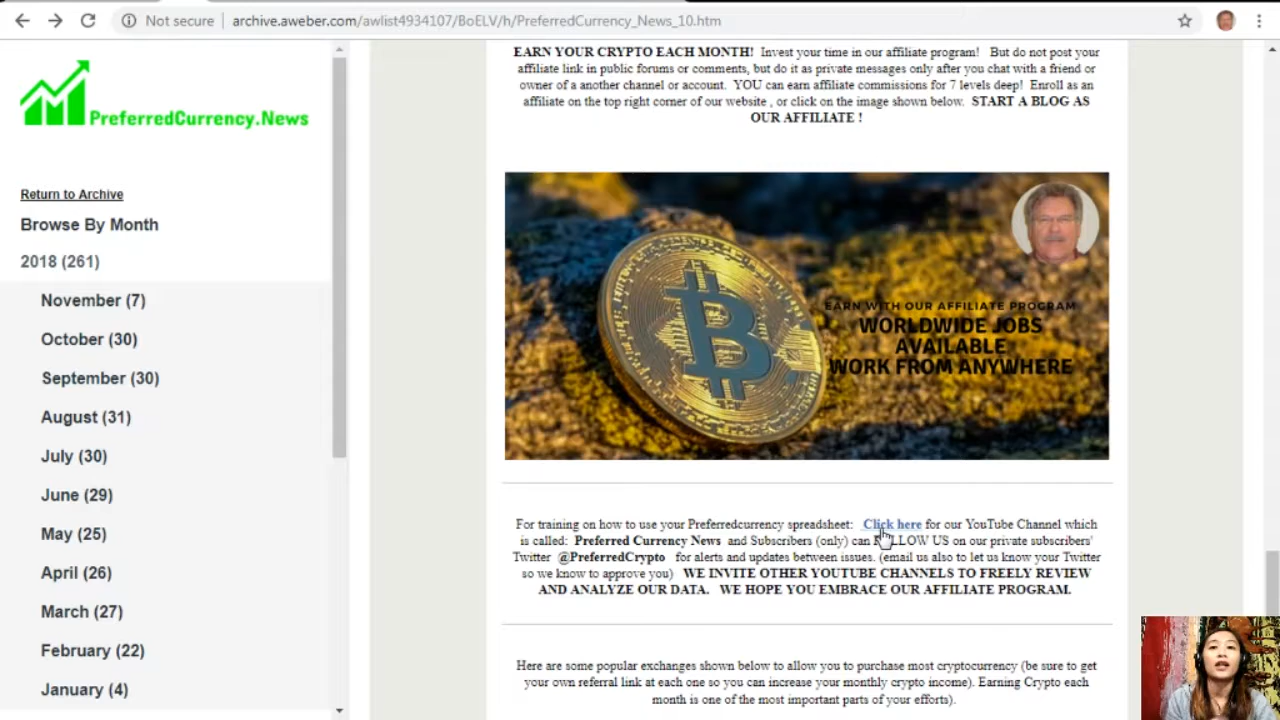 Not secure
archive.aweber.com/awlist4934107/BoELV/h/PreferredCurrency_News_10.htm
PreferredCurrency.News
Return to Archive
Browse By Month
2018 (261)
November (7)
October (30)
September (30)
August (31)
July (30)
June (29)
May (25)
April (26)
March (27)
February (22)
January (4)
EARN YOUR CRYPTO EACH MONTH! Invest your time in our affiliate program! But do not post your
affiliate link in public forums or comments, but do it as private messages only after you chat with a friend or
owner of a another channel or account. YOU can earn affiliate commissions for 7 levels deep! Enroll as an
affiliate on the top right corner of our website , or click on the image shown below. START A BLOG AS
OUR AFFILIATE !
EARN WITH OUR AFFILIATE PROGRAM
WORLDWIDE JOBS
AVAILABLE
WORK FROM ANYWHERE
For training on how to use your Preferredcurrency spreadsheet: Click here for our YouTube Channel which
is called: Preferred Currency News and Subscribers (only) can FOLLOW US on our private subscribers'
Twitter @PreferredCrypto for alerts and updates between issues. (email us also to let us know your Twitter
so we know to approve you) WE INVITE OTHER YOUTUBE CHANNELS TO FREELY REVIEW
AND ANALYZE OUR DATA. WE HOPE YOU EMBRACE OUR AFFILIATE PROGRAM.
Here are some popular exchanges shown below to allow you to purchase most cryptocurrency (be sure to get
your own referral link at each one so you can increase your monthly crypto income). Earning Crypto each
month is one of the most important parts of your efforts).